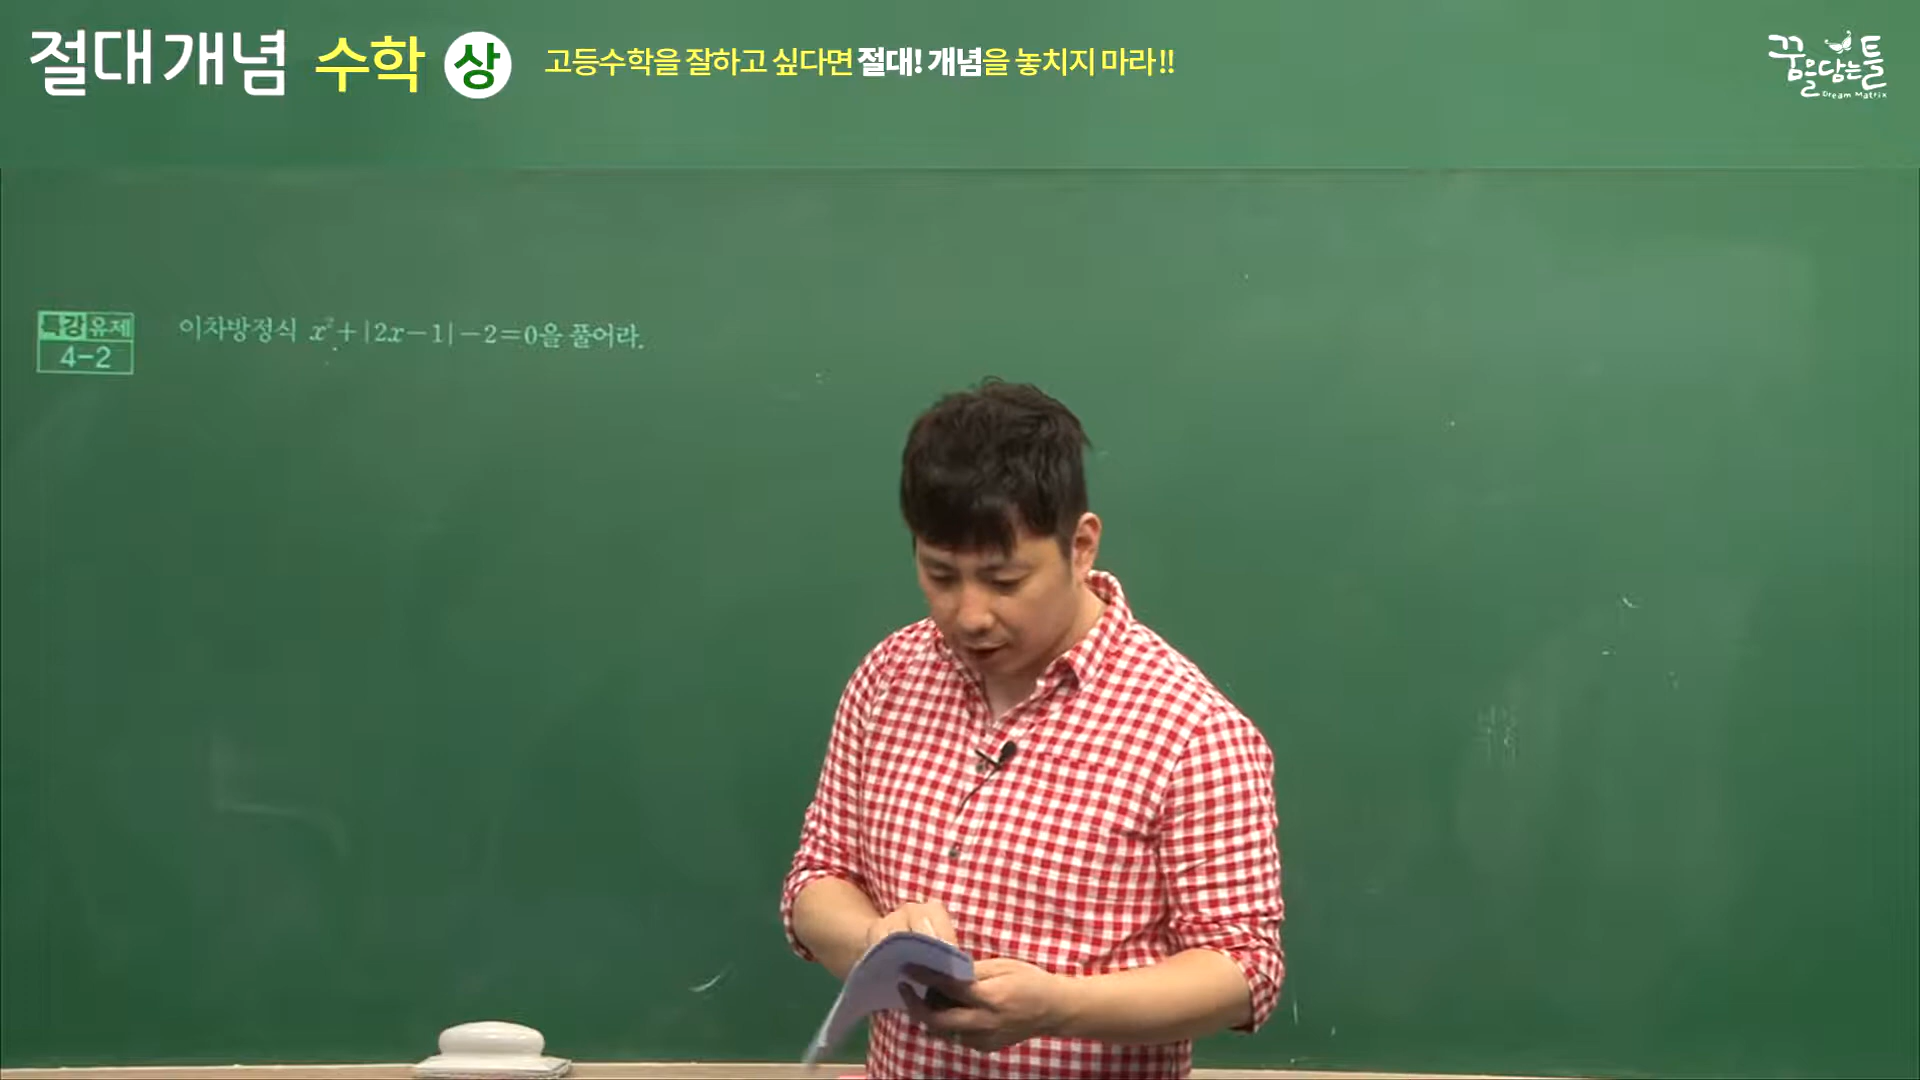 절대개념 수학 상 고등수학을 잘하고 싶다면 절대! 개념을 놓치지 마라!!
꿈을담는틀
Dream Matrix
특강유제 이차방정식 x²+|2x-1|-2=0을 풀어라.
4-2